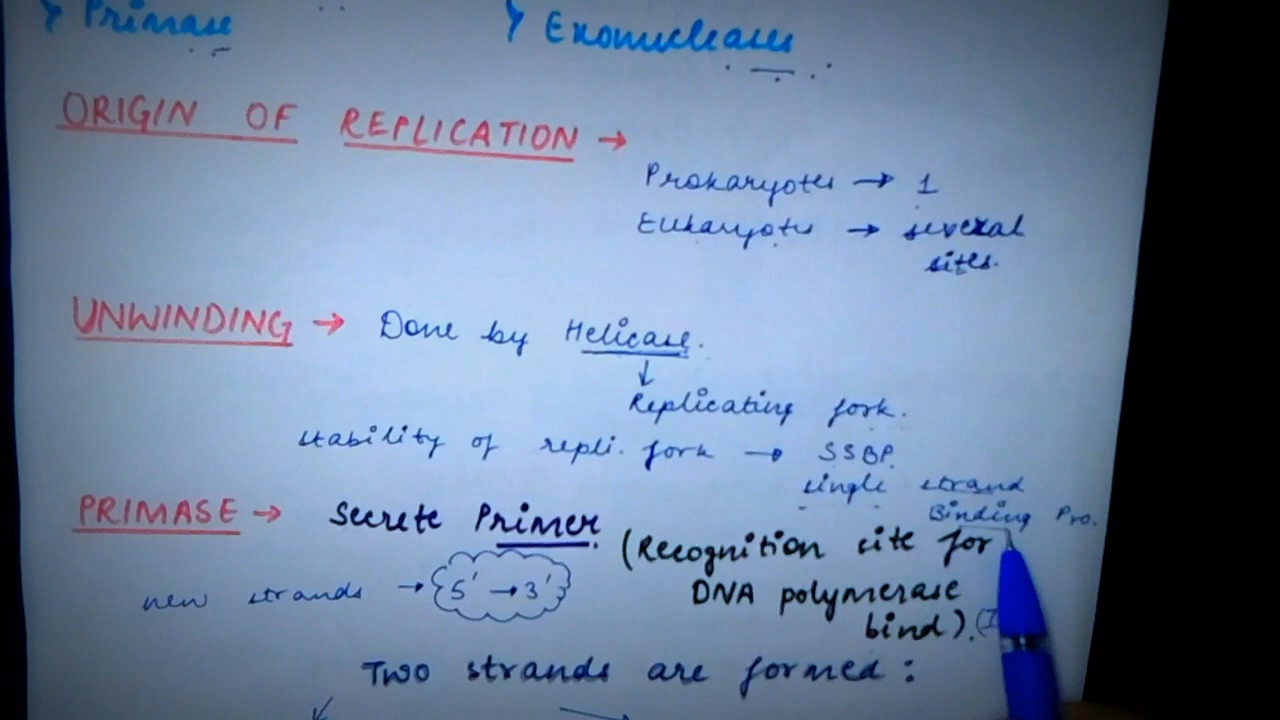 Primase
Exonucleases
ORIGIN OF REPLICATION →
Prokaryotes → 1
Eukaryotes → several
sites.
UNWINDING → Done by Helicase.
↓
Replicating fork.
stability of repli. fork → SSBP.
single strand
Binding Pro.
PRIMASE → Secrete Primer
(Recognition site for
DNA polymerase
bind).
new strands → 5' → 3'
Two strands are formed: